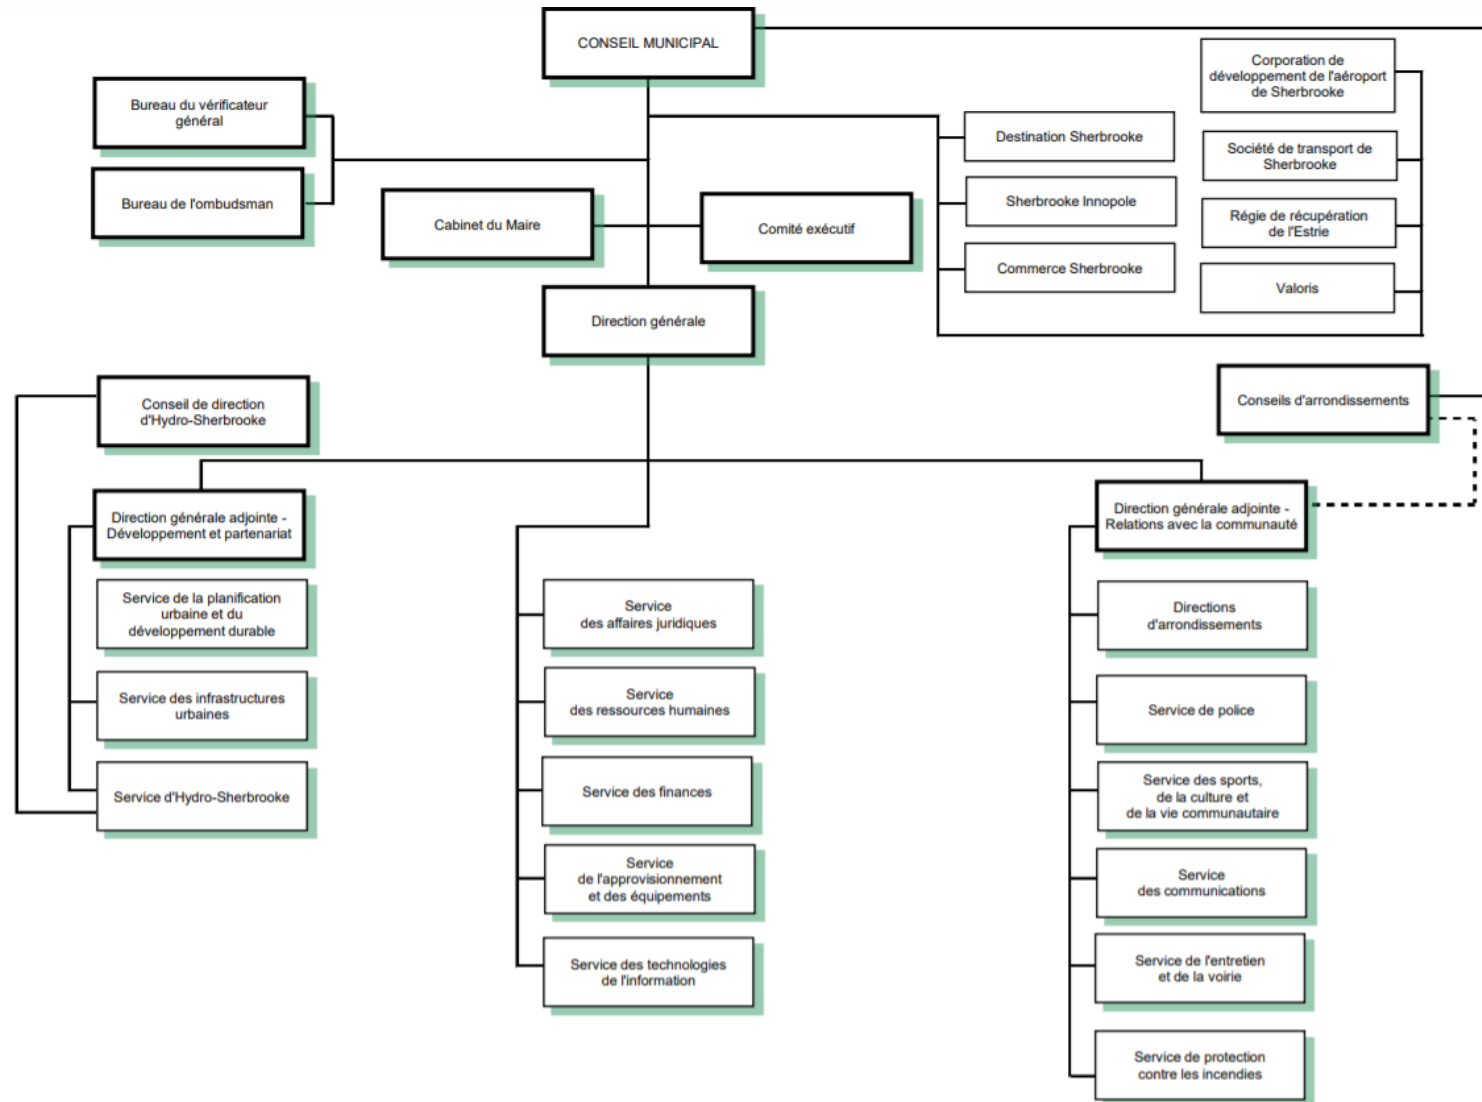 CONSEIL MUNICIPAL
Bureau du vérificateur
général
Bureau de l'ombudsman
Cabinet du Maire
Comité exécutif
Destination Sherbrooke
Sherbrooke Innopole
Commerce Sherbrooke
Corporation de
développement de l'aéroport
de Sherbrooke
Société de transport de
Sherbrooke
Régie de récupération
de l'Estrie
Valoris
Direction générale
Conseil de direction
d'Hydro-Sherbrooke
Conseils d'arrondissements
Direction générale adjointe -
Développement et partenariat
Service de la planification
urbaine et du
développement durable
Service des infrastructures
urbaines
Service d'Hydro-Sherbrooke
Service
des affaires juridiques
Service
des ressources humaines
Service des finances
Service
de l'approvisionnement
et des équipements
Service des technologies
de l'information
Direction générale adjointe -
Relations avec la communauté
Directions
d'arrondissements
Service de police
Service des sports,
de la culture et
de la vie communautaire
Service
des communications
Service de l'entretien
et de la voirie
Service de protection
contre les incendies